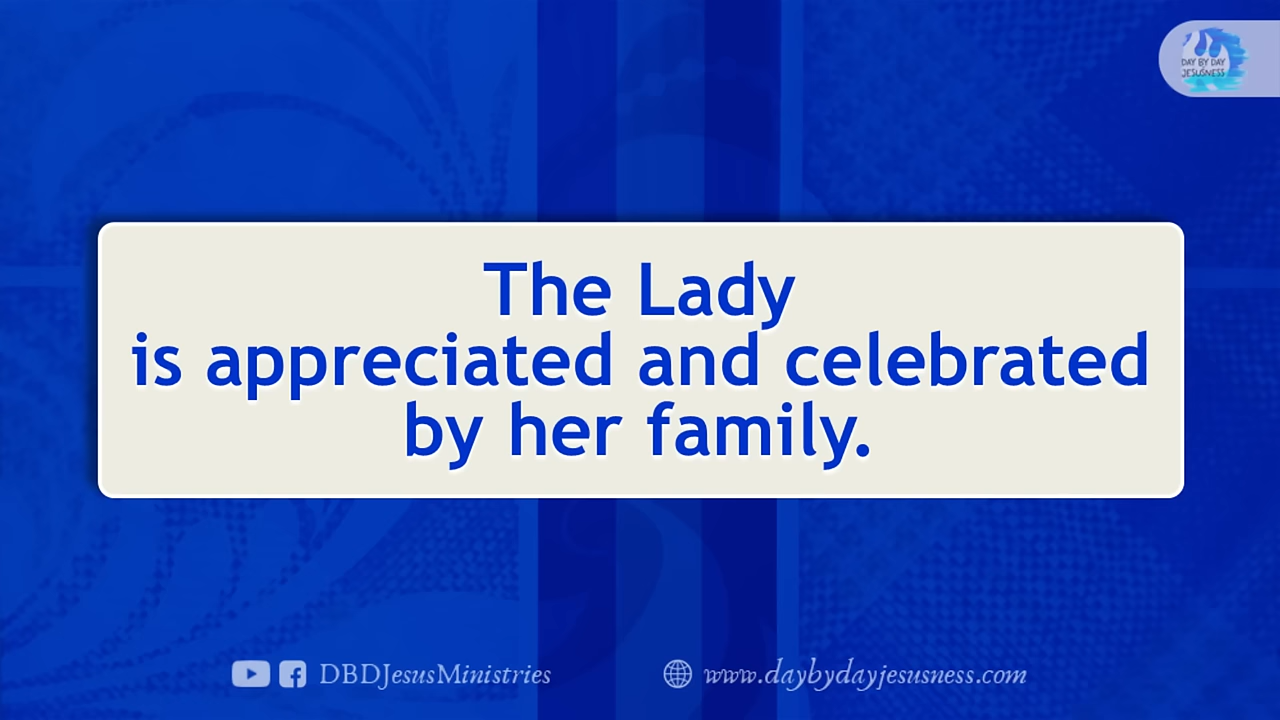 DAY BY DAY
JESUSNESS
The Lady
is appreciated and celebrated
by her family.
DBDJesusMinistries
www.daybydayjesusness.com